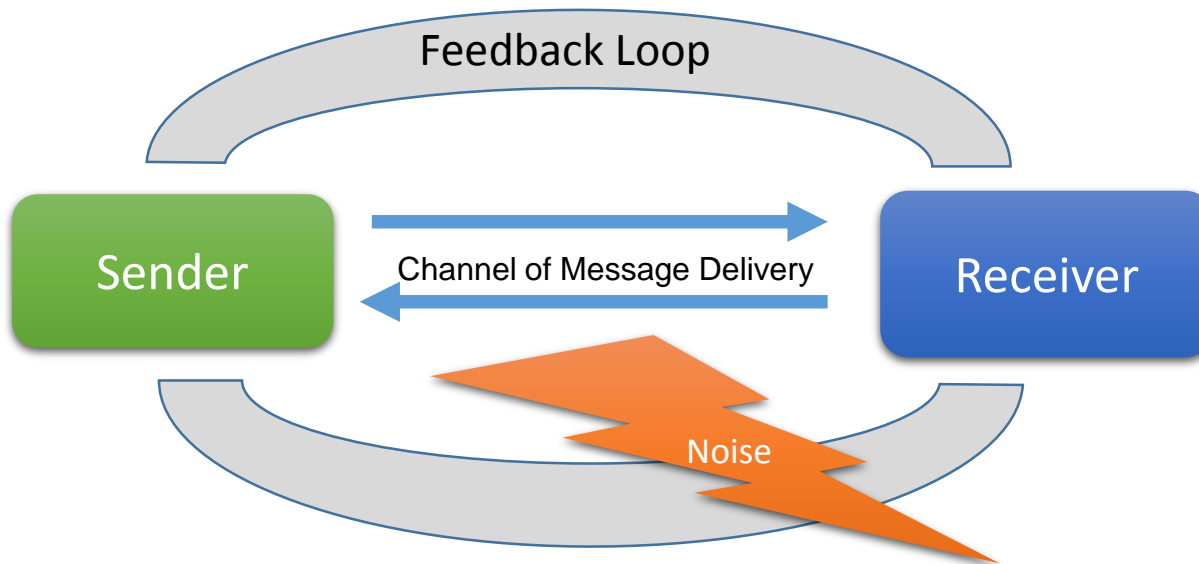 Feedback Loop
Sender
Channel of Message Delivery
Receiver
Noise